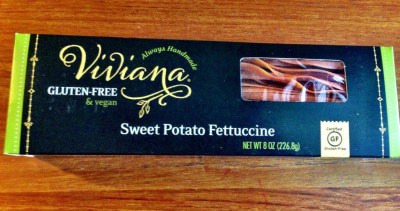 Always Handmade
Viviana
GLUTEN-FREE
& vegan
Sweet Potato Fettuccine
NET WT 8 OZ (226.8g)
Certified
GF
Gluten-Free